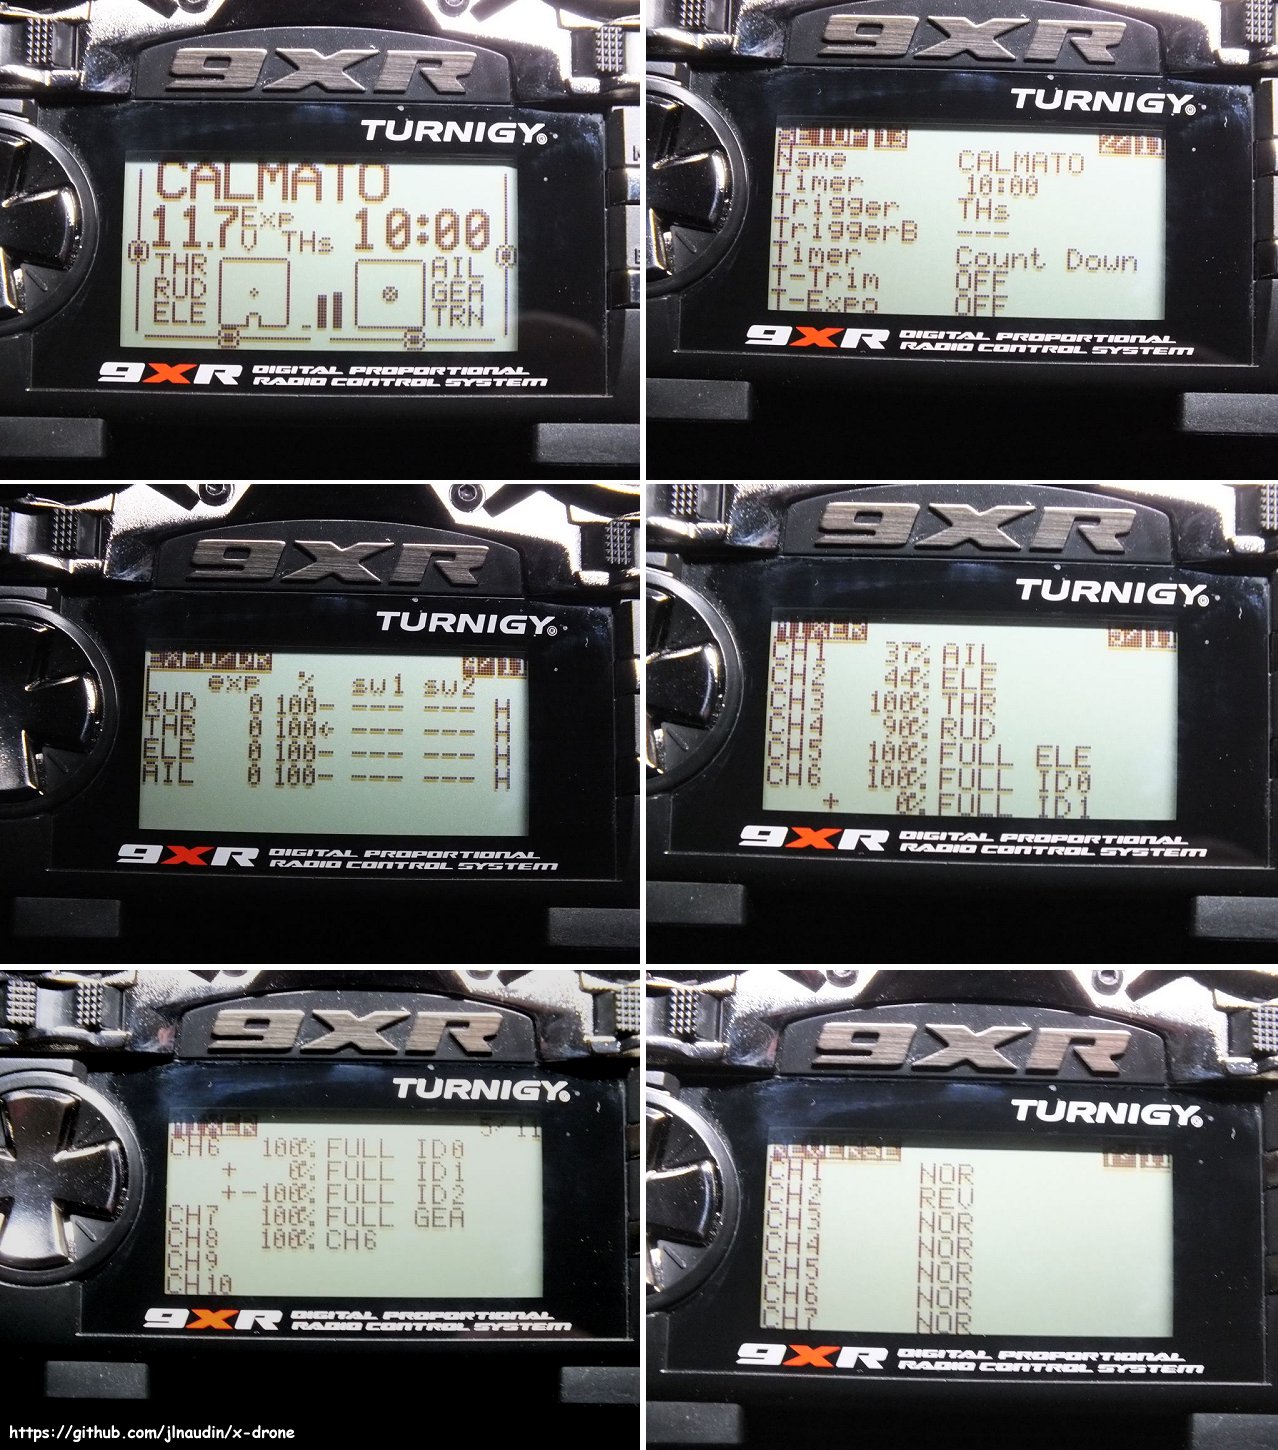 9XR
TURNIGY
CALMATO
11.7V Exp THs 10:00
THR AIL
RUD GEA
ELE TRN
9XR DIGITAL PROPORTIONAL
RADIO CONTROL SYSTEM
9XR
TURNIGY
SETUP10 2/11
Name CALMATO
Timer 10:00
Trigger THs
TriggerB ---
Timer Count Down
T-Trim OFF
T-Expo OFF
9XR DIGITAL PROPORTIONAL
RADIO CONTROL SYSTEM
9XR
TURNIGY
EXPO/DR 4/11
exp % sw1 sw2
RUD 0 100- --- --- H
THR 0 100← --- --- H
ELE 0 100- --- --- H
AIL 0 100- --- --- H
9XR DIGITAL PROPORTIONAL
RADIO CONTROL SYSTEM
9XR
TURNIGY
MIXER 5/11
CH1 37% AIL
CH2 44% ELE
CH3 100% THR
CH4 90% RUD
CH5 100% FULL ELE
CH6 100% FULL ID0
+ 0% FULL ID1
9XR DIGITAL PROPORTIONAL
RADIO CONTROL SYSTEM
9XR
TURNIGY
MIXER 5/11
CH6 100% FULL ID0
+ 0% FULL ID1
+-100% FULL ID2
CH7 100% FULL GEA
CH8 100% CH6
CH9
CH10
9XR DIGITAL PROPORTIONAL
RADIO CONTROL SYSTEM
https://github.com/jlnaudin/x-drone
9XR
TURNIGY
REVERSE
CH1 NOR
CH2 REV
CH3 NOR
CH4 NOR
CH5 NOR
CH6 NOR
CH7 NOR
9XR DIGITAL PROPORTIONAL
RADIO CONTROL SYSTEM